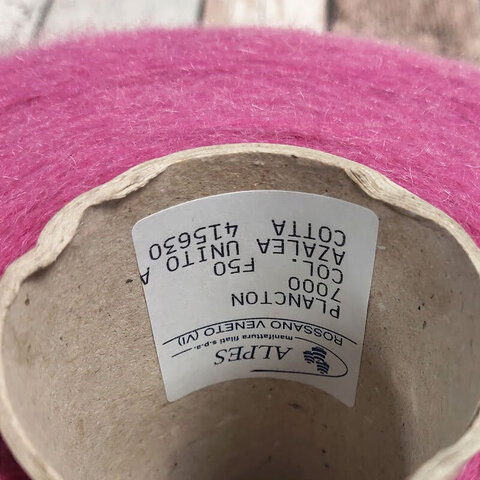 ALPES
manifattura filati s.p.a.
ROSSANO VENETO (VI)
PLANCTON
7000
COL. F50
AZALEA UNITO A
COTTA 415630